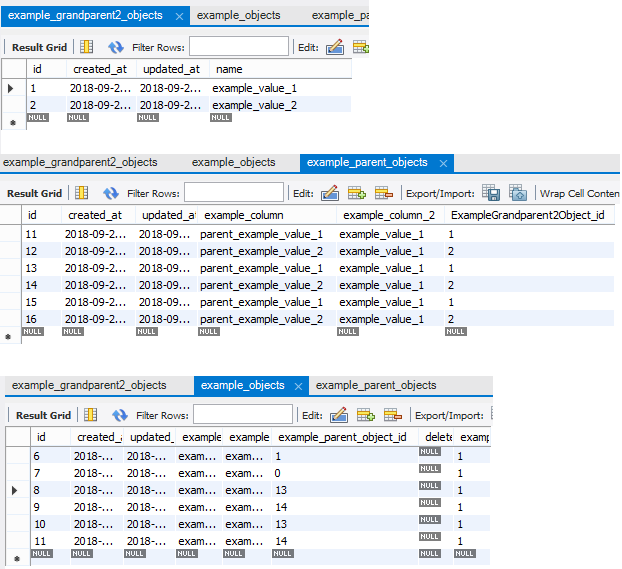 example_grandparent2_objects × example_objects example_pa
Result Grid Filter Rows: Edit:
id created_at updated_at name
1 2018-09-2... 2018-09-2... example_value_1
2 2018-09-2... 2018-09-2... example_value_2
NULL NULL NULL NULL
example_grandparent2_objects example_objects example_parent_objects ×
Result Grid Filter Rows: Edit: Export/Import: Wrap Cell Conten
id created_at updated_a example_column example_column_2 ExampleGrandparent2Object_id
11 2018-09-2... 2018-09... parent_example_value_1 example_value_1 1
12 2018-09-2... 2018-09... parent_example_value_2 example_value_1 2
13 2018-09-2... 2018-09... parent_example_value_1 example_value_1 1
14 2018-09-2... 2018-09... parent_example_value_2 example_value_1 2
15 2018-09-2... 2018-09... parent_example_value_1 example_value_1 1
16 2018-09-2... 2018-09... parent_example_value_2 example_value_1 2
NULL NULL NULL NULL NULL NULL
example_grandparent2_objects example_objects × example_parent_objects
Result Grid Filter Rows: Edit: Export/Import:
id created_a updated_ example example example_parent_object_id delete examp
6 2018-... 2018-... exam... exam... 1 NULL 1
7 2018-... 2018-... exam... exam... 0 NULL 1
8 2018-... 2018-... exam... exam... 13 NULL 1
9 2018-... 2018-... exam... exam... 14 NULL 1
10 2018-... 2018-... exam... exam... 13 NULL 1
11 2018-... 2018-... exam... exam... 14 NULL 1
NULL NULL NULL NULL NULL NULL NULL NULL